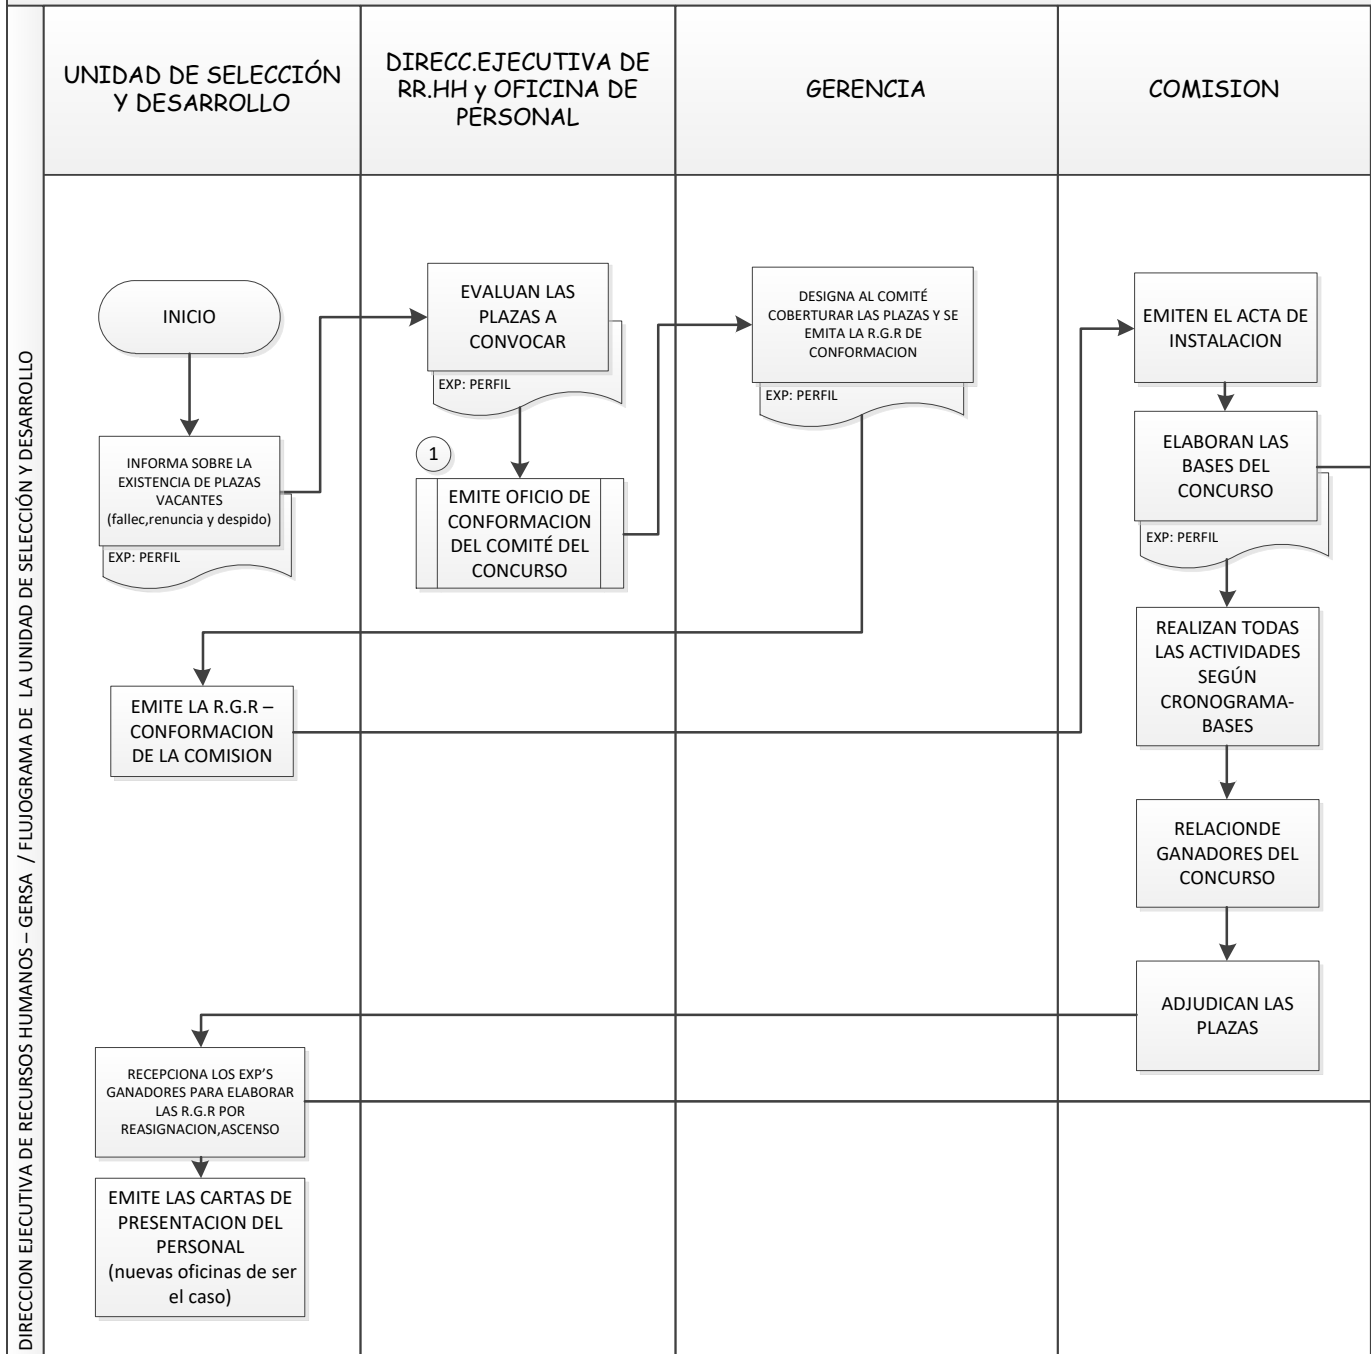 DIRECCION EJECUTIVA DE RECURSOS HUMANOS – GERSA / FLUJOGRAMA DE LA UNIDAD DE SELECCIÓN Y DESARROLLO
UNIDAD DE SELECCIÓN
Y DESARROLLO
DIRECC.EJECUTIVA DE
RR.HH y OFICINA DE
PERSONAL
GERENCIA
COMISION
INICIO
INFORMA SOBRE LA
EXISTENCIA DE PLAZAS
VACANTES
(fallec,renuncia y despido)
EXP: PERFIL
EVALUAN LAS
PLAZAS A
CONVOCAR
EXP: PERFIL
1
EMITE OFICIO DE
CONFORMACION
DEL COMITÉ DEL
CONCURSO
DESIGNA AL COMITÉ
COBERTURAR LAS PLAZAS Y SE
EMITA LA R.G.R DE
CONFORMACION
EXP: PERFIL
EMITE LA R.G.R –
CONFORMACION
DE LA COMISION
EMITEN EL ACTA DE
INSTALACION
ELABORAN LAS
BASES DEL
CONCURSO
EXP: PERFIL
REALIZAN TODAS
LAS ACTIVIDADES
SEGÚN
CRONOGRAMA-
BASES
RELACIONDE
GANADORES DEL
CONCURSO
ADJUDICAN LAS
PLAZAS
RECEPCIONA LOS EXP'S
GANADORES PARA ELABORAR
LAS R.G.R POR
REASIGNACION,ASCENSO
EMITE LAS CARTAS DE
PRESENTACION DEL
PERSONAL
(nuevas oficinas de ser
el caso)